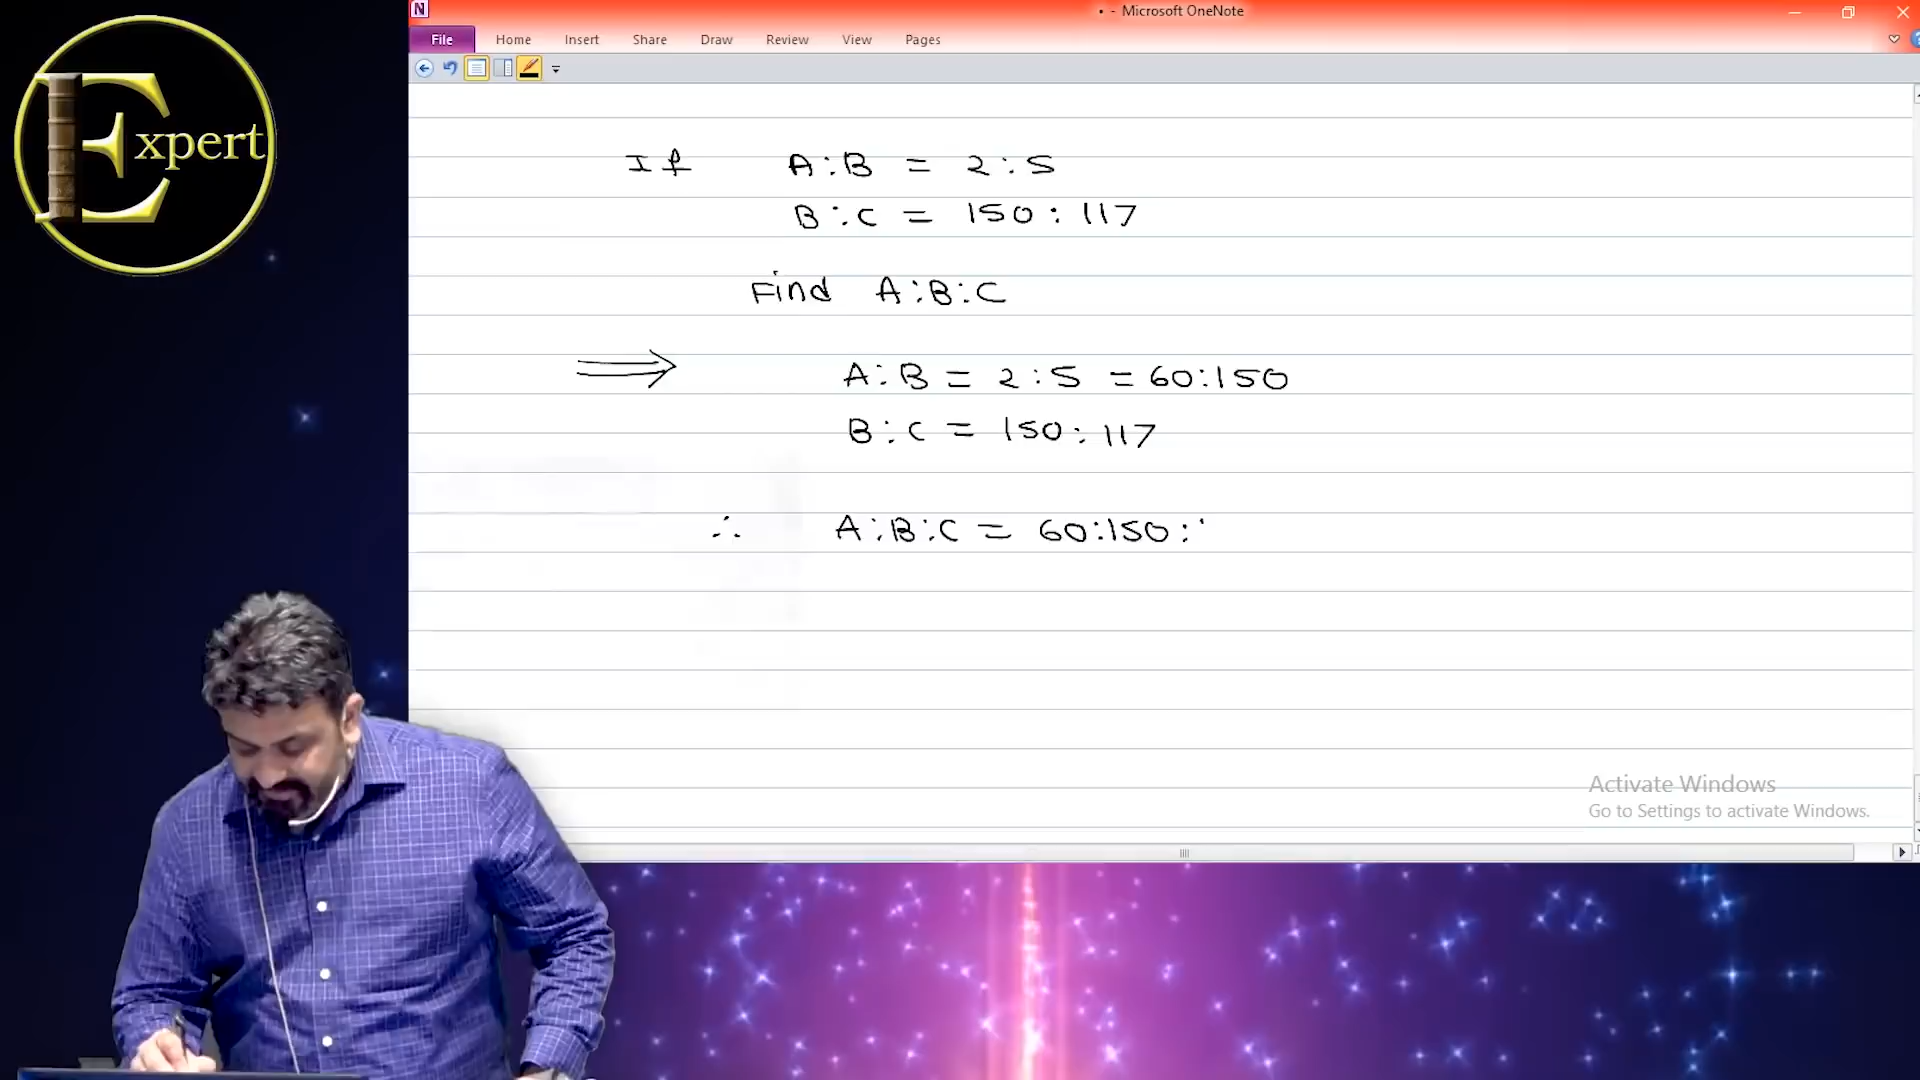 Expert
- Microsoft OneNote
File Home Insert Share Draw Review View Pages
If A:B = 2:5
B:C = 150:117
Find A:B:C
⟹ A:B = 2:5 = 60:150
B:C = 150:117
∴ A:B:C = 60:150:
Activate Windows
Go to Settings to activate Windows.